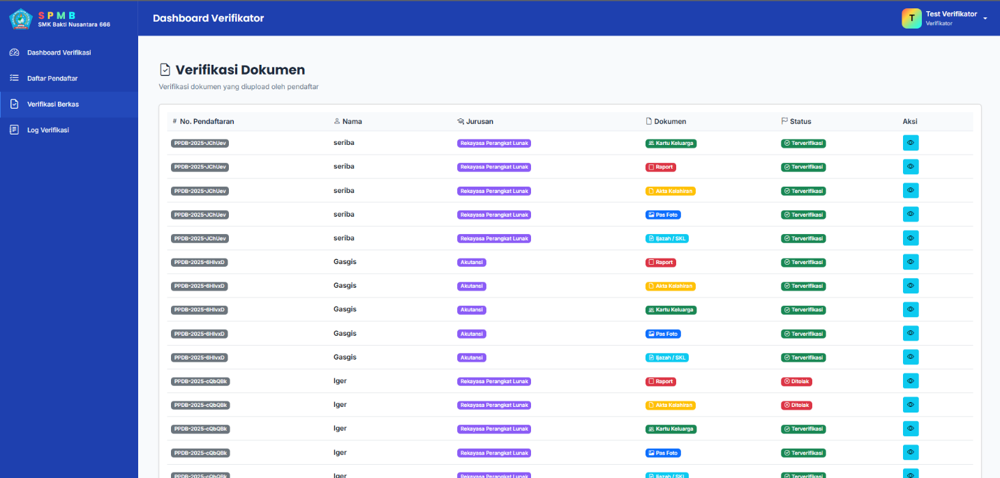 SPMB
SMK Bakti Nusantara 666
Dashboard Verifikator
T
Test Verifikator
Verifikator
Dashboard Verifikasi
Daftar Pendaftar
Verifikasi Berkas
Log Verifikasi
Verifikasi Dokumen
Verifikasi dokumen yang diupload oleh pendaftar
# No. Pendaftaran Nama Jurusan Dokumen Status Aksi
PPDB-2025-JChUev seriba Rekayasa Perangkat Lunak Kartu Keluarga Terverifikasi
PPDB-2025-JChUev seriba Rekayasa Perangkat Lunak Raport Terverifikasi
PPDB-2025-JChUev seriba Rekayasa Perangkat Lunak Akta Kelahiran Terverifikasi
PPDB-2025-JChUev seriba Rekayasa Perangkat Lunak Pas Foto Terverifikasi
PPDB-2025-JChUev seriba Rekayasa Perangkat Lunak Ijazah / SKL Terverifikasi
PPDB-2025-6HIvxD Gasgis Akutansi Raport Terverifikasi
PPDB-2025-6HIvxD Gasgis Akutansi Akta Kelahiran Terverifikasi
PPDB-2025-6HIvxD Gasgis Akutansi Kartu Keluarga Terverifikasi
PPDB-2025-6HIvxD Gasgis Akutansi Pas Foto Terverifikasi
PPDB-2025-6HIvxD Gasgis Akutansi Ijazah / SKL Terverifikasi
PPDB-2025-cQbQBk Iger Rekayasa Perangkat Lunak Raport Ditolak
PPDB-2025-cQbQBk Iger Rekayasa Perangkat Lunak Akta Kelahiran Ditolak
PPDB-2025-cQbQBk Iger Rekayasa Perangkat Lunak Kartu Keluarga Terverifikasi
PPDB-2025-cQbQBk Iger Rekayasa Perangkat Lunak Pas Foto Terverifikasi
PPDB-2025-cQbQBk Iger Rekayasa Perangkat Lunak Ijazah / SKL Terverifikasi